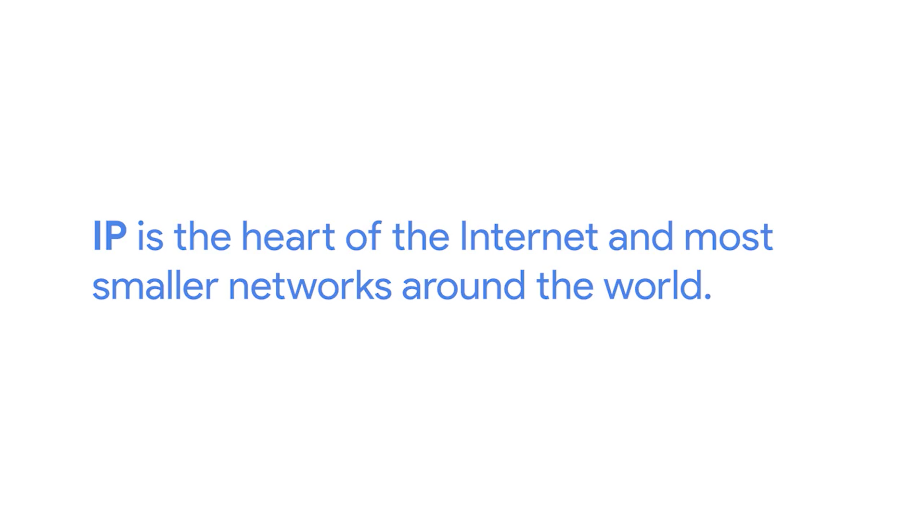 IP is the heart of the Internet and most
smaller networks around the world.